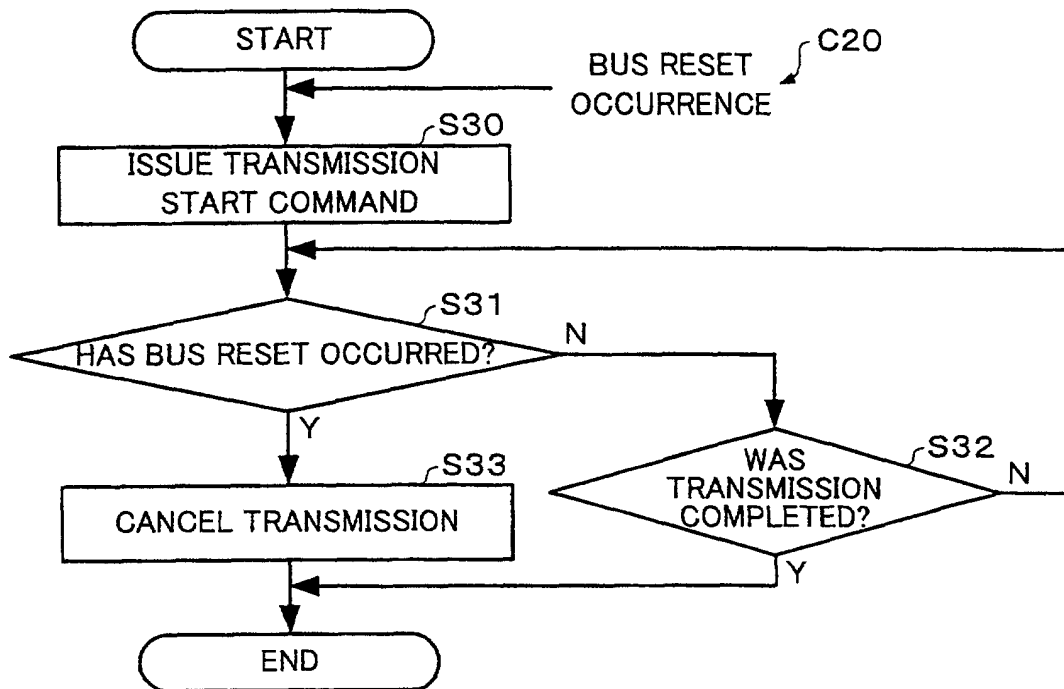 START
BUS RESET
OCCURRENCE
C20
S30
ISSUE TRANSMISSION
START COMMAND
S31
HAS BUS RESET OCCURRED?
N
Y
S32
WAS
TRANSMISSION
COMPLETED?
N
Y
S33
CANCEL TRANSMISSION
END